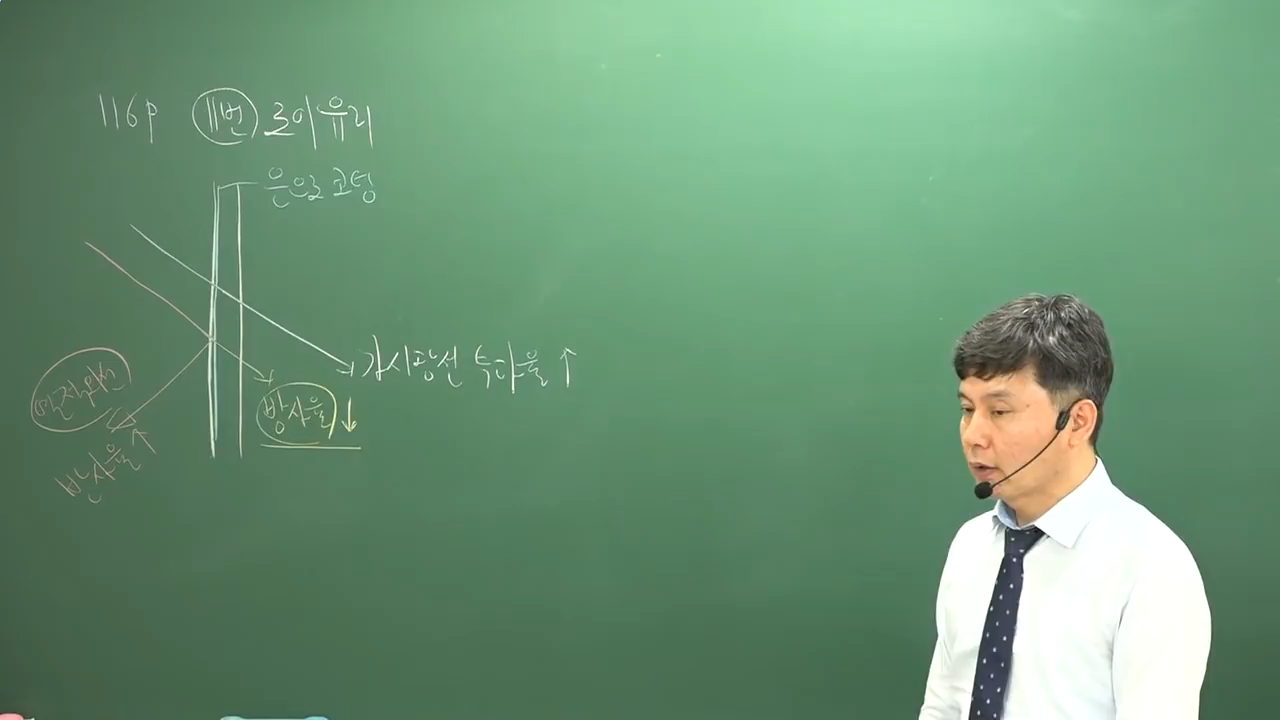 116p 11번 로이유리
은으로 코팅
가시광선 투과율 ↑
열적외선
방사율 ↓
반사율 ↑